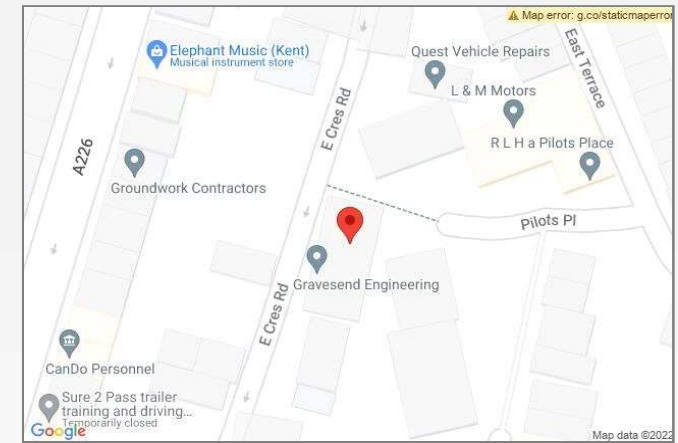 Map error: g.co/staticmaperror
Elephant Music (Kent)
Musical instrument store
Quest Vehicle Repairs
East Terrace
L & M Motors
E Cres Rd
A226
R L H a Pilots Place
Groundwork Contractors
Pilots Pl
Gravesend Engineering
E Cres Rd
CanDo Personnel
Sure 2 Pass trailer
training and driving...
Temporarily closed
Google
Map data ©2022